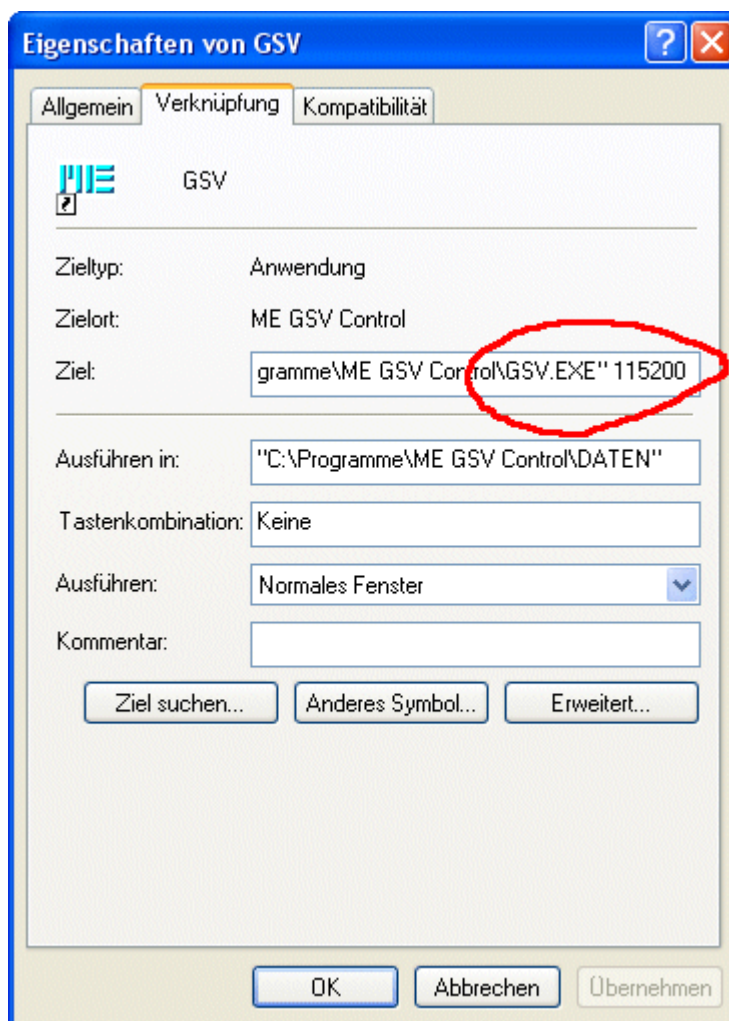 Eigenschaften von GSV
Allgemein Verknüpfung Kompatibilität
ME
GSV
Zieltyp: Anwendung
Zielort: ME GSV Control
Ziel: gramme\ME GSV Control\GSV.EXE" 115200
Ausführen in: "C:\Programme\ME GSV Control\DATEN"
Tastenkombination: Keine
Ausführen: Normales Fenster
Kommentar:
Ziel suchen... Anderes Symbol... Erweitert...
OK Abbrechen Übernehmen